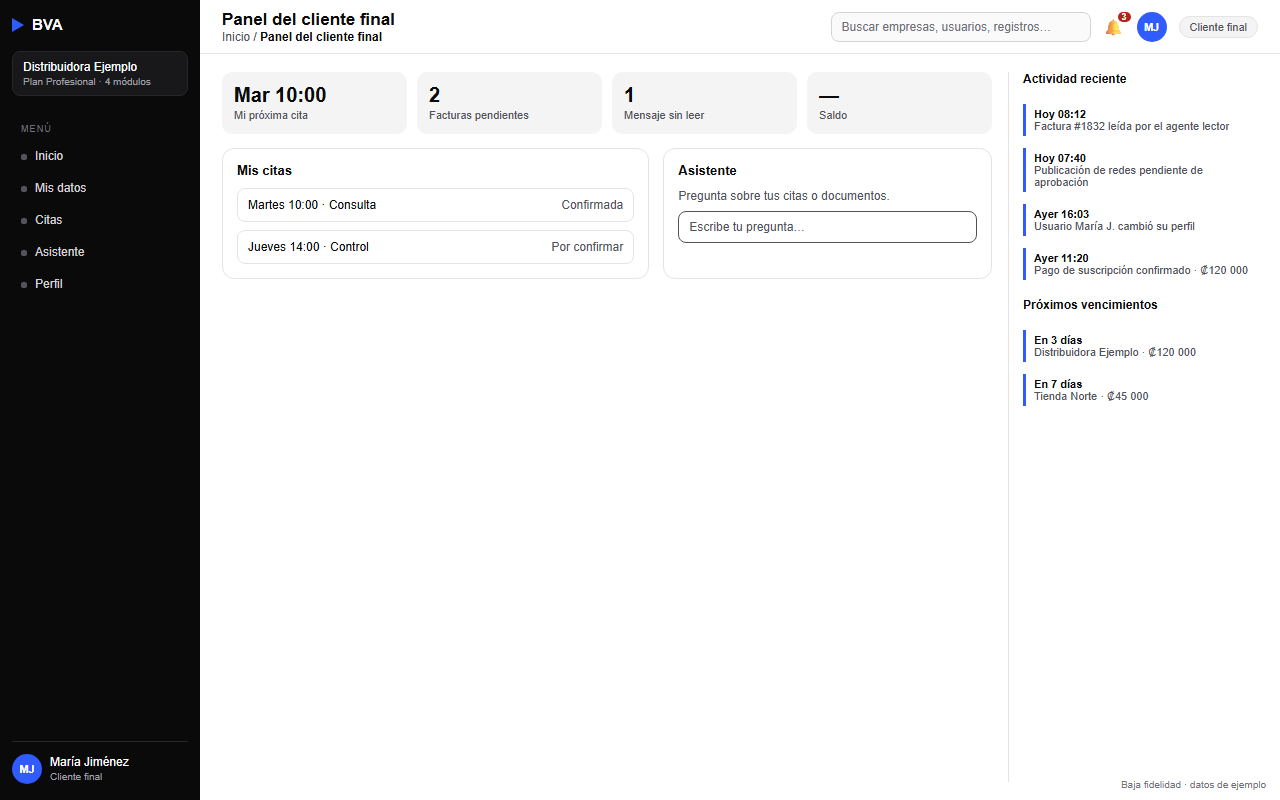 BVA
Distribuidora Ejemplo
Plan Profesional · 4 módulos
MENÚ
Inicio
Mis datos
Citas
Asistente
Perfil
MJ
María Jiménez
Cliente final
Panel del cliente final
Inicio / Panel del cliente final
Buscar empresas, usuarios, registros…
3
MJ
Cliente final
Mar 10:00
Mi próxima cita
2
Facturas pendientes
1
Mensaje sin leer
—
Saldo
Mis citas
Martes 10:00 · Consulta
Confirmada
Jueves 14:00 · Control
Por confirmar
Asistente
Pregunta sobre tus citas o documentos.
Escribe tu pregunta…
Actividad reciente
Hoy 08:12
Factura #1832 leída por el agente lector
Hoy 07:40
Publicación de redes pendiente de
aprobación
Ayer 16:03
Usuario María J. cambió su perfil
Ayer 11:20
Pago de suscripción confirmado · ₡120 000
Próximos vencimientos
En 3 días
Distribuidora Ejemplo · ₡120 000
En 7 días
Tienda Norte · ₡45 000
Baja fidelidad · datos de ejemplo